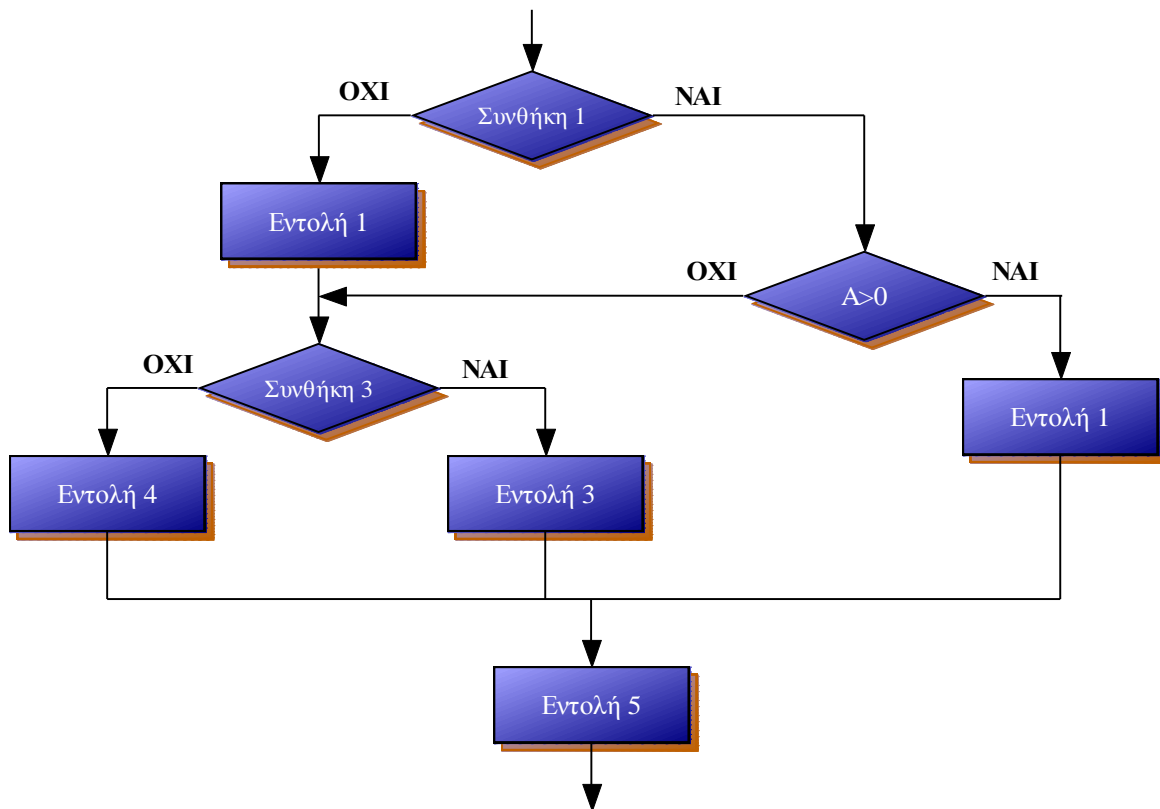 ΟΧΙ
ΝΑΙ
Συνθήκη 1
Εντολή 1
ΟΧΙ
ΝΑΙ
Α>0
ΟΧΙ
ΝΑΙ
Συνθήκη 3
Εντολή 1
Εντολή 4
Εντολή 3
Εντολή 5